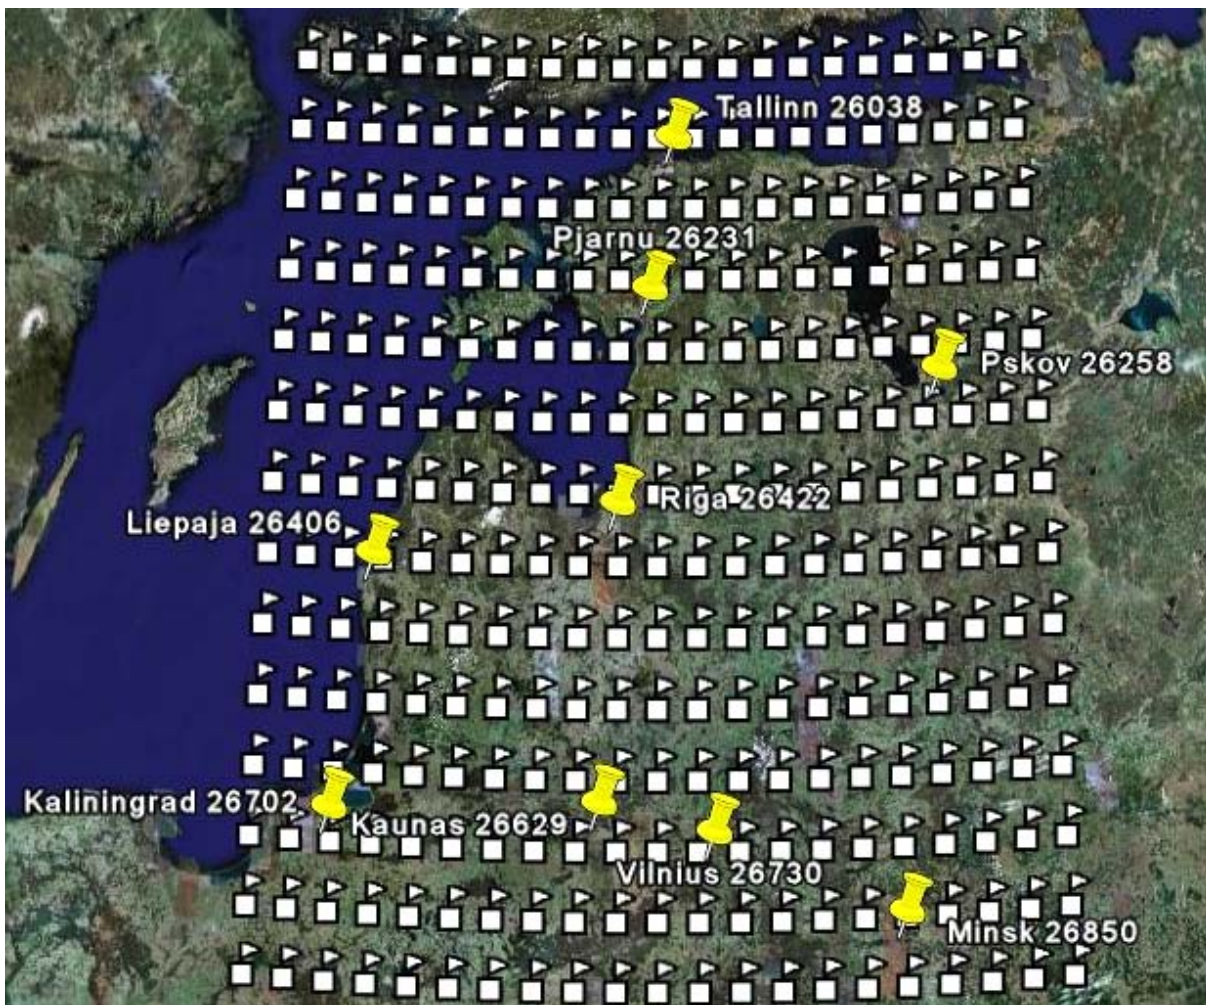 Tallinn 26038
Pjarnu 26231
Pskov 26258
Riga 26422
Liepaja 26406
Kaliningrad 26702
Kaunas 26629
Vilnius 26730
Minsk 26850